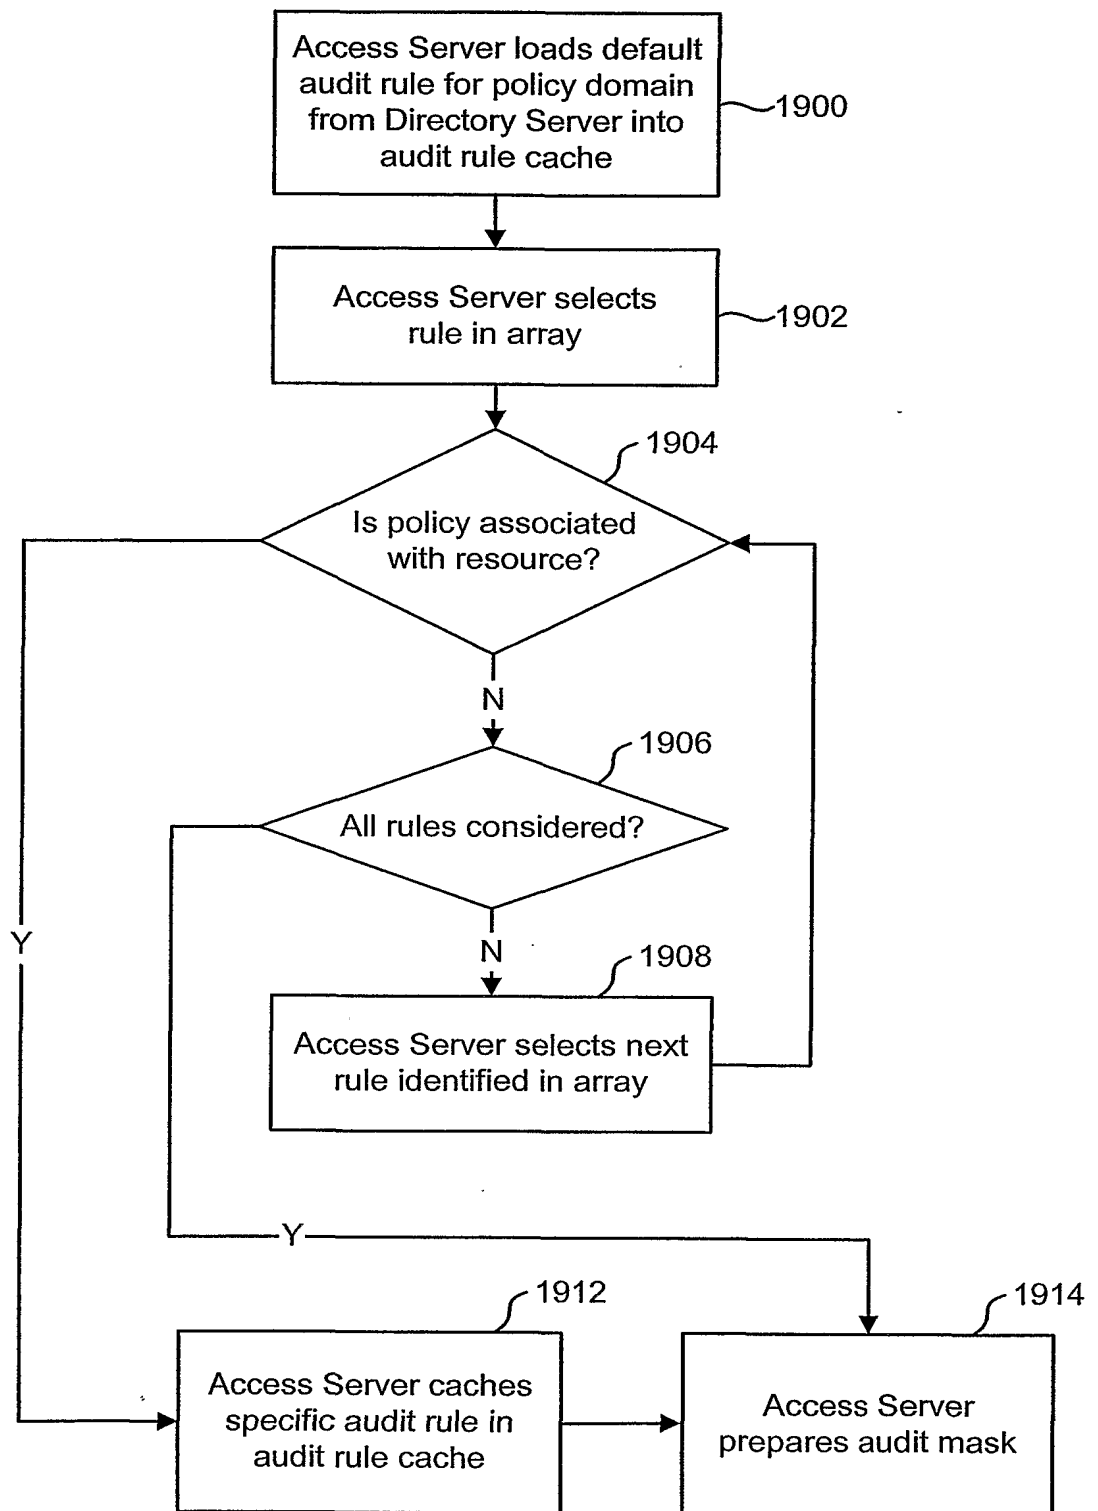 Access Server loads default
audit rule for policy domain
from Directory Server into
audit rule cache
1900
Access Server selects
rule in array
1902
1904
Is policy associated
with resource?
N
1906
All rules considered?
Y
N
1908
Access Server selects next
rule identified in array
Y
1912
1914
Access Server caches
specific audit rule in
audit rule cache
Access Server
prepares audit mask